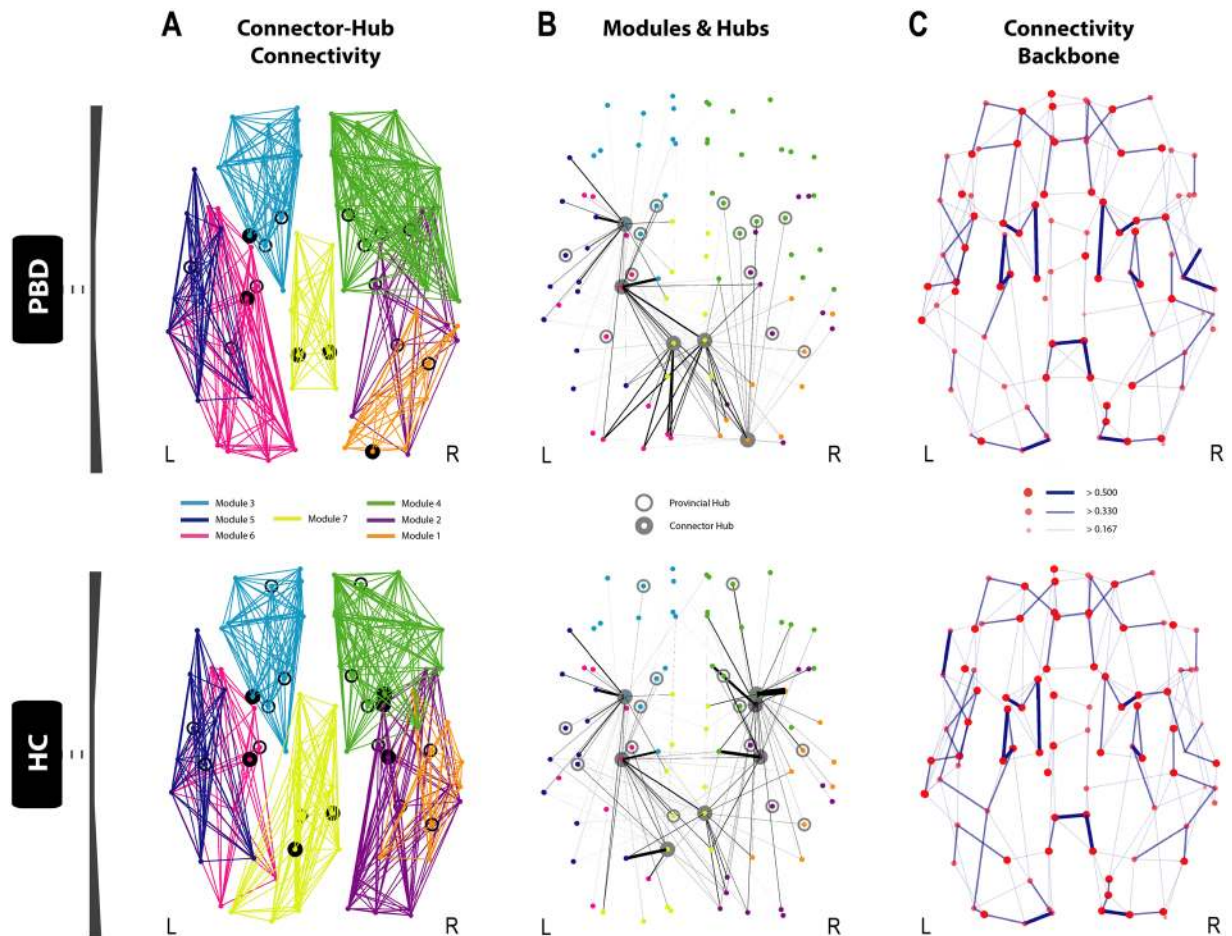 A Connector-Hub
Connectivity
B Modules & Hubs
C Connectivity
Backbone
PBD
L R
L R
L R
Module 3
Module 5
Module 6
Module 7
Module 4
Module 2
Module 1
Provincial Hub
Connector Hub
> 0.500
> 0.330
> 0.167
HC
L R
L R
L R